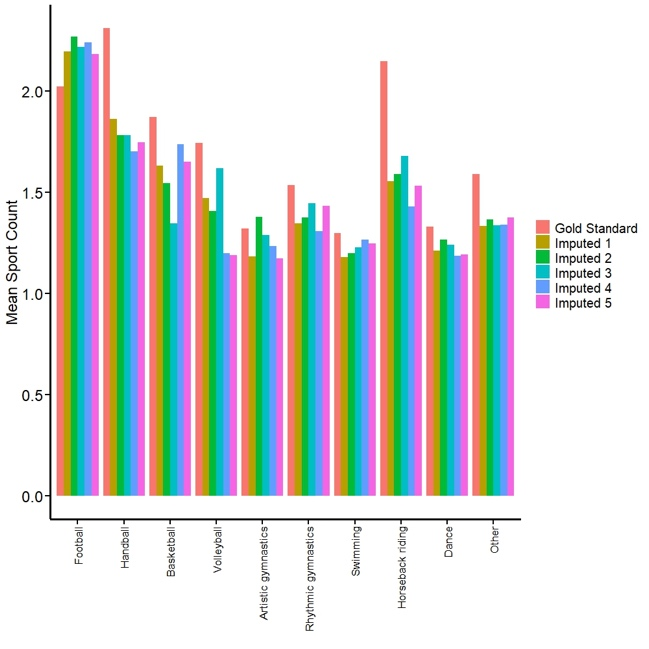 Mean Sport Count
2.0
1.5
1.0
0.5
0.0
Football
Handball
Basketball
Volleyball
Artistic gymnastics
Rhythmic gymnastics
Swimming
Horseback riding
Dance
Other
Gold Standard
Imputed 1
Imputed 2
Imputed 3
Imputed 4
Imputed 5